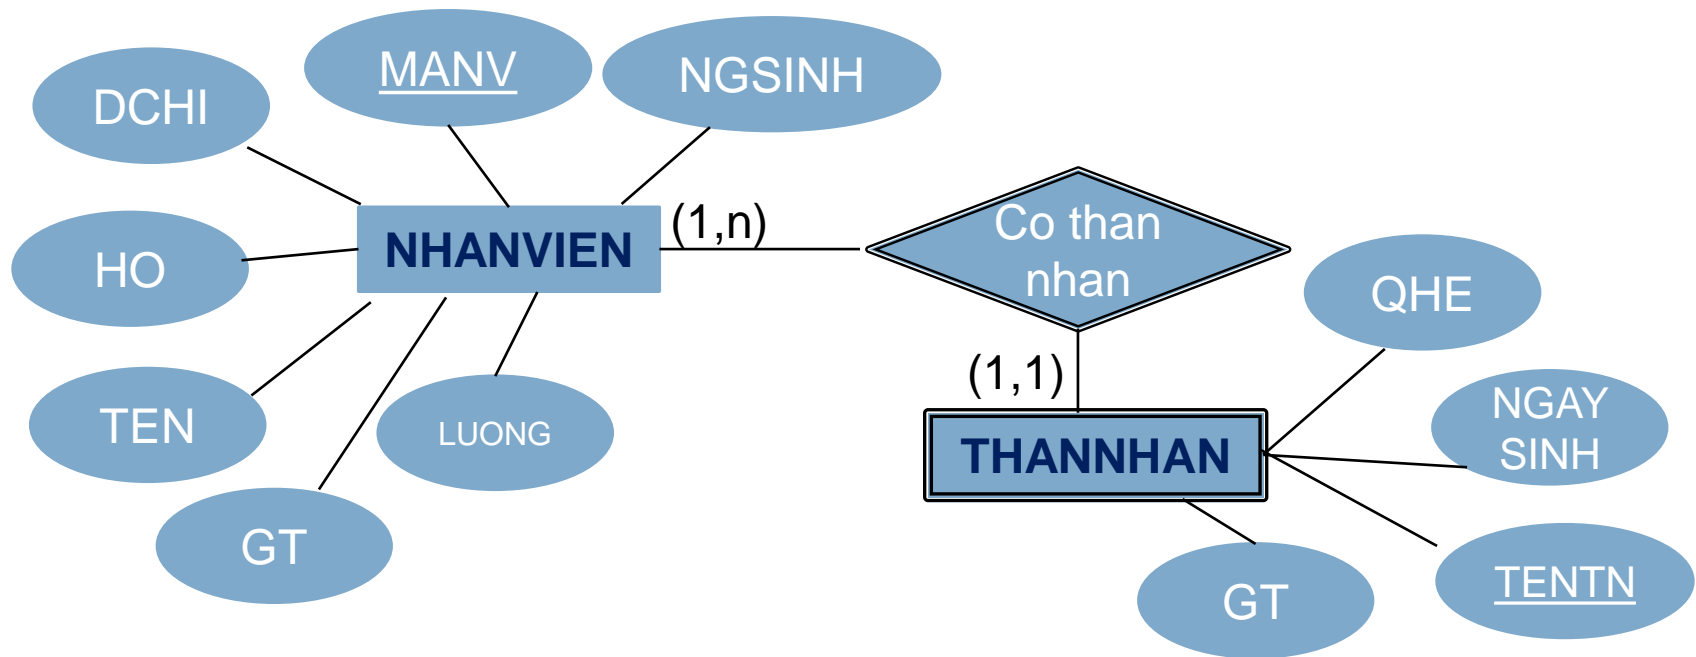 MANV
NGSINH
DCHI
(1,n)
Co than
nhan
NHANVIEN
HO
QHE
(1,1)
NGAY
SINH
TEN
LUONG
THANNHAN
GT
TENTN
GT